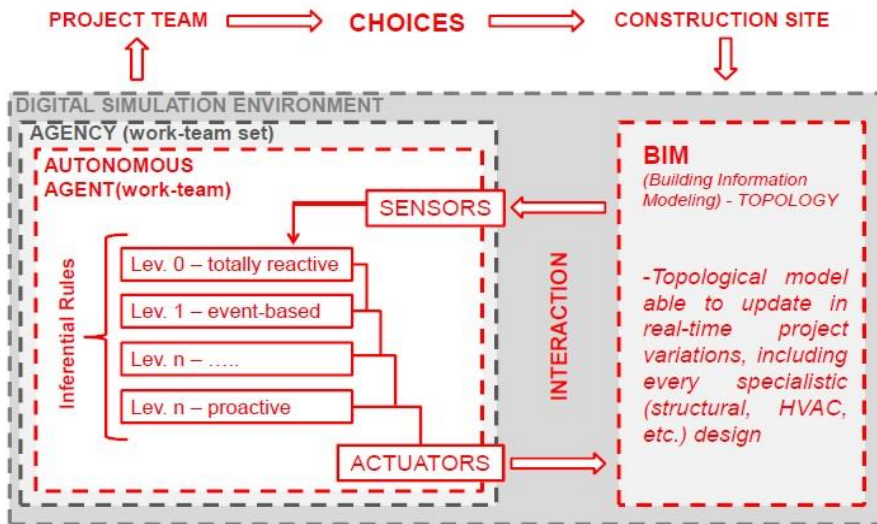 PROJECT TEAM
CHOICES
CONSTRUCTION SITE
DIGITAL SIMULATION ENVIRONMENT
AGENCY (work-team set)
AUTONOMOUS
AGENT(work-team)
SENSORS
Inferential Rules
Lev. 0 – totally reactive
Lev. 1 – event-based
Lev. n – .....
Lev. n – proactive
ACTUATORS
INTERACTION
BIM
(Building Information
Modeling) - TOPOLOGY
-Topological model
able to update in
real-time project
variations, including
every specialistic
(structural, HVAC,
etc.) design